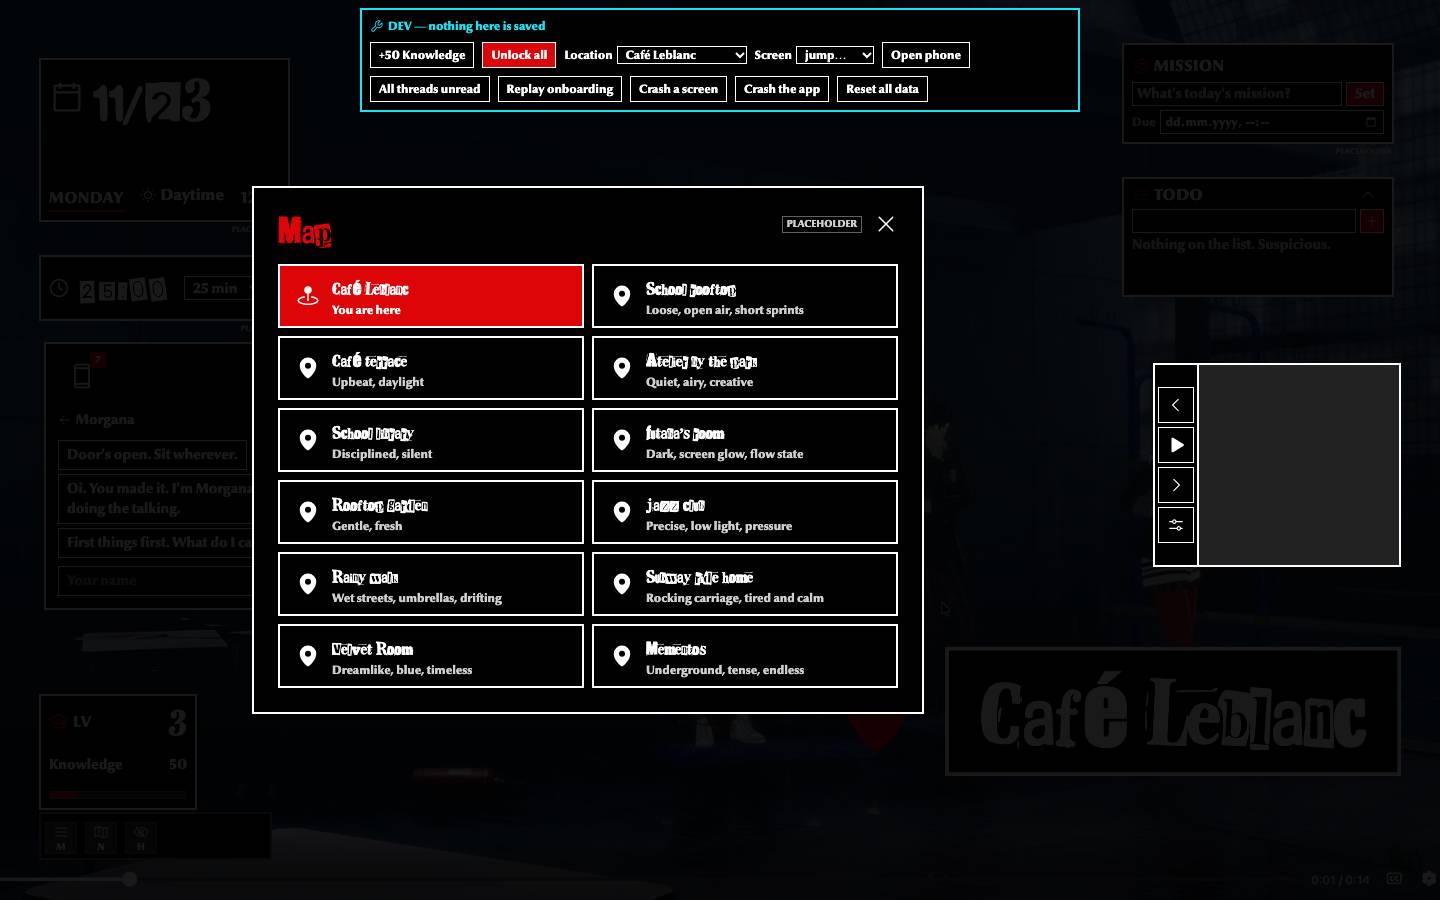 DEV — nothing here is saved
+50 Knowledge
Unlock all
Location
Café Leblanc
Screen
jump...
Open phone
All threads unread
Replay onboarding
Crash a screen
Crash the app
Reset all data
11/23
MONDAY
Daytime
25:00
25 min
7
← Morgana
Door's open. Sit wherever.
Oi. You made it. I'm Morgana
doing the talking.
First things first. What do I ca
Your name
LV
3
Knowledge
50
M
N
H
Map
PLACEHOLDER
Café Leblanc
You are here
School rooftop
Loose, open air, short sprints
Café terrace
Upbeat, daylight
Atelier by the
Quiet, airy, creative
School library
Disciplined, silent
futaba's room
Dark, screen glow, flow state
Rooftop garden
Gentle, fresh
jazz club
Precise, low light, pressure
Rainy
Wet streets, umbrellas, drifting
Subway ride home
Rocking carriage, tired and calm
Velvet Room
Dreamlike, blue, timeless
Mementos
Underground, tense, endless
MISSION
What's today's mission?
Set
Due
dd.mm.yyyy, --:--
PLACEHOLDER
TODO
+
Nothing on the list. Suspicious.
Café Leblanc
0:01 / 0:14
CC